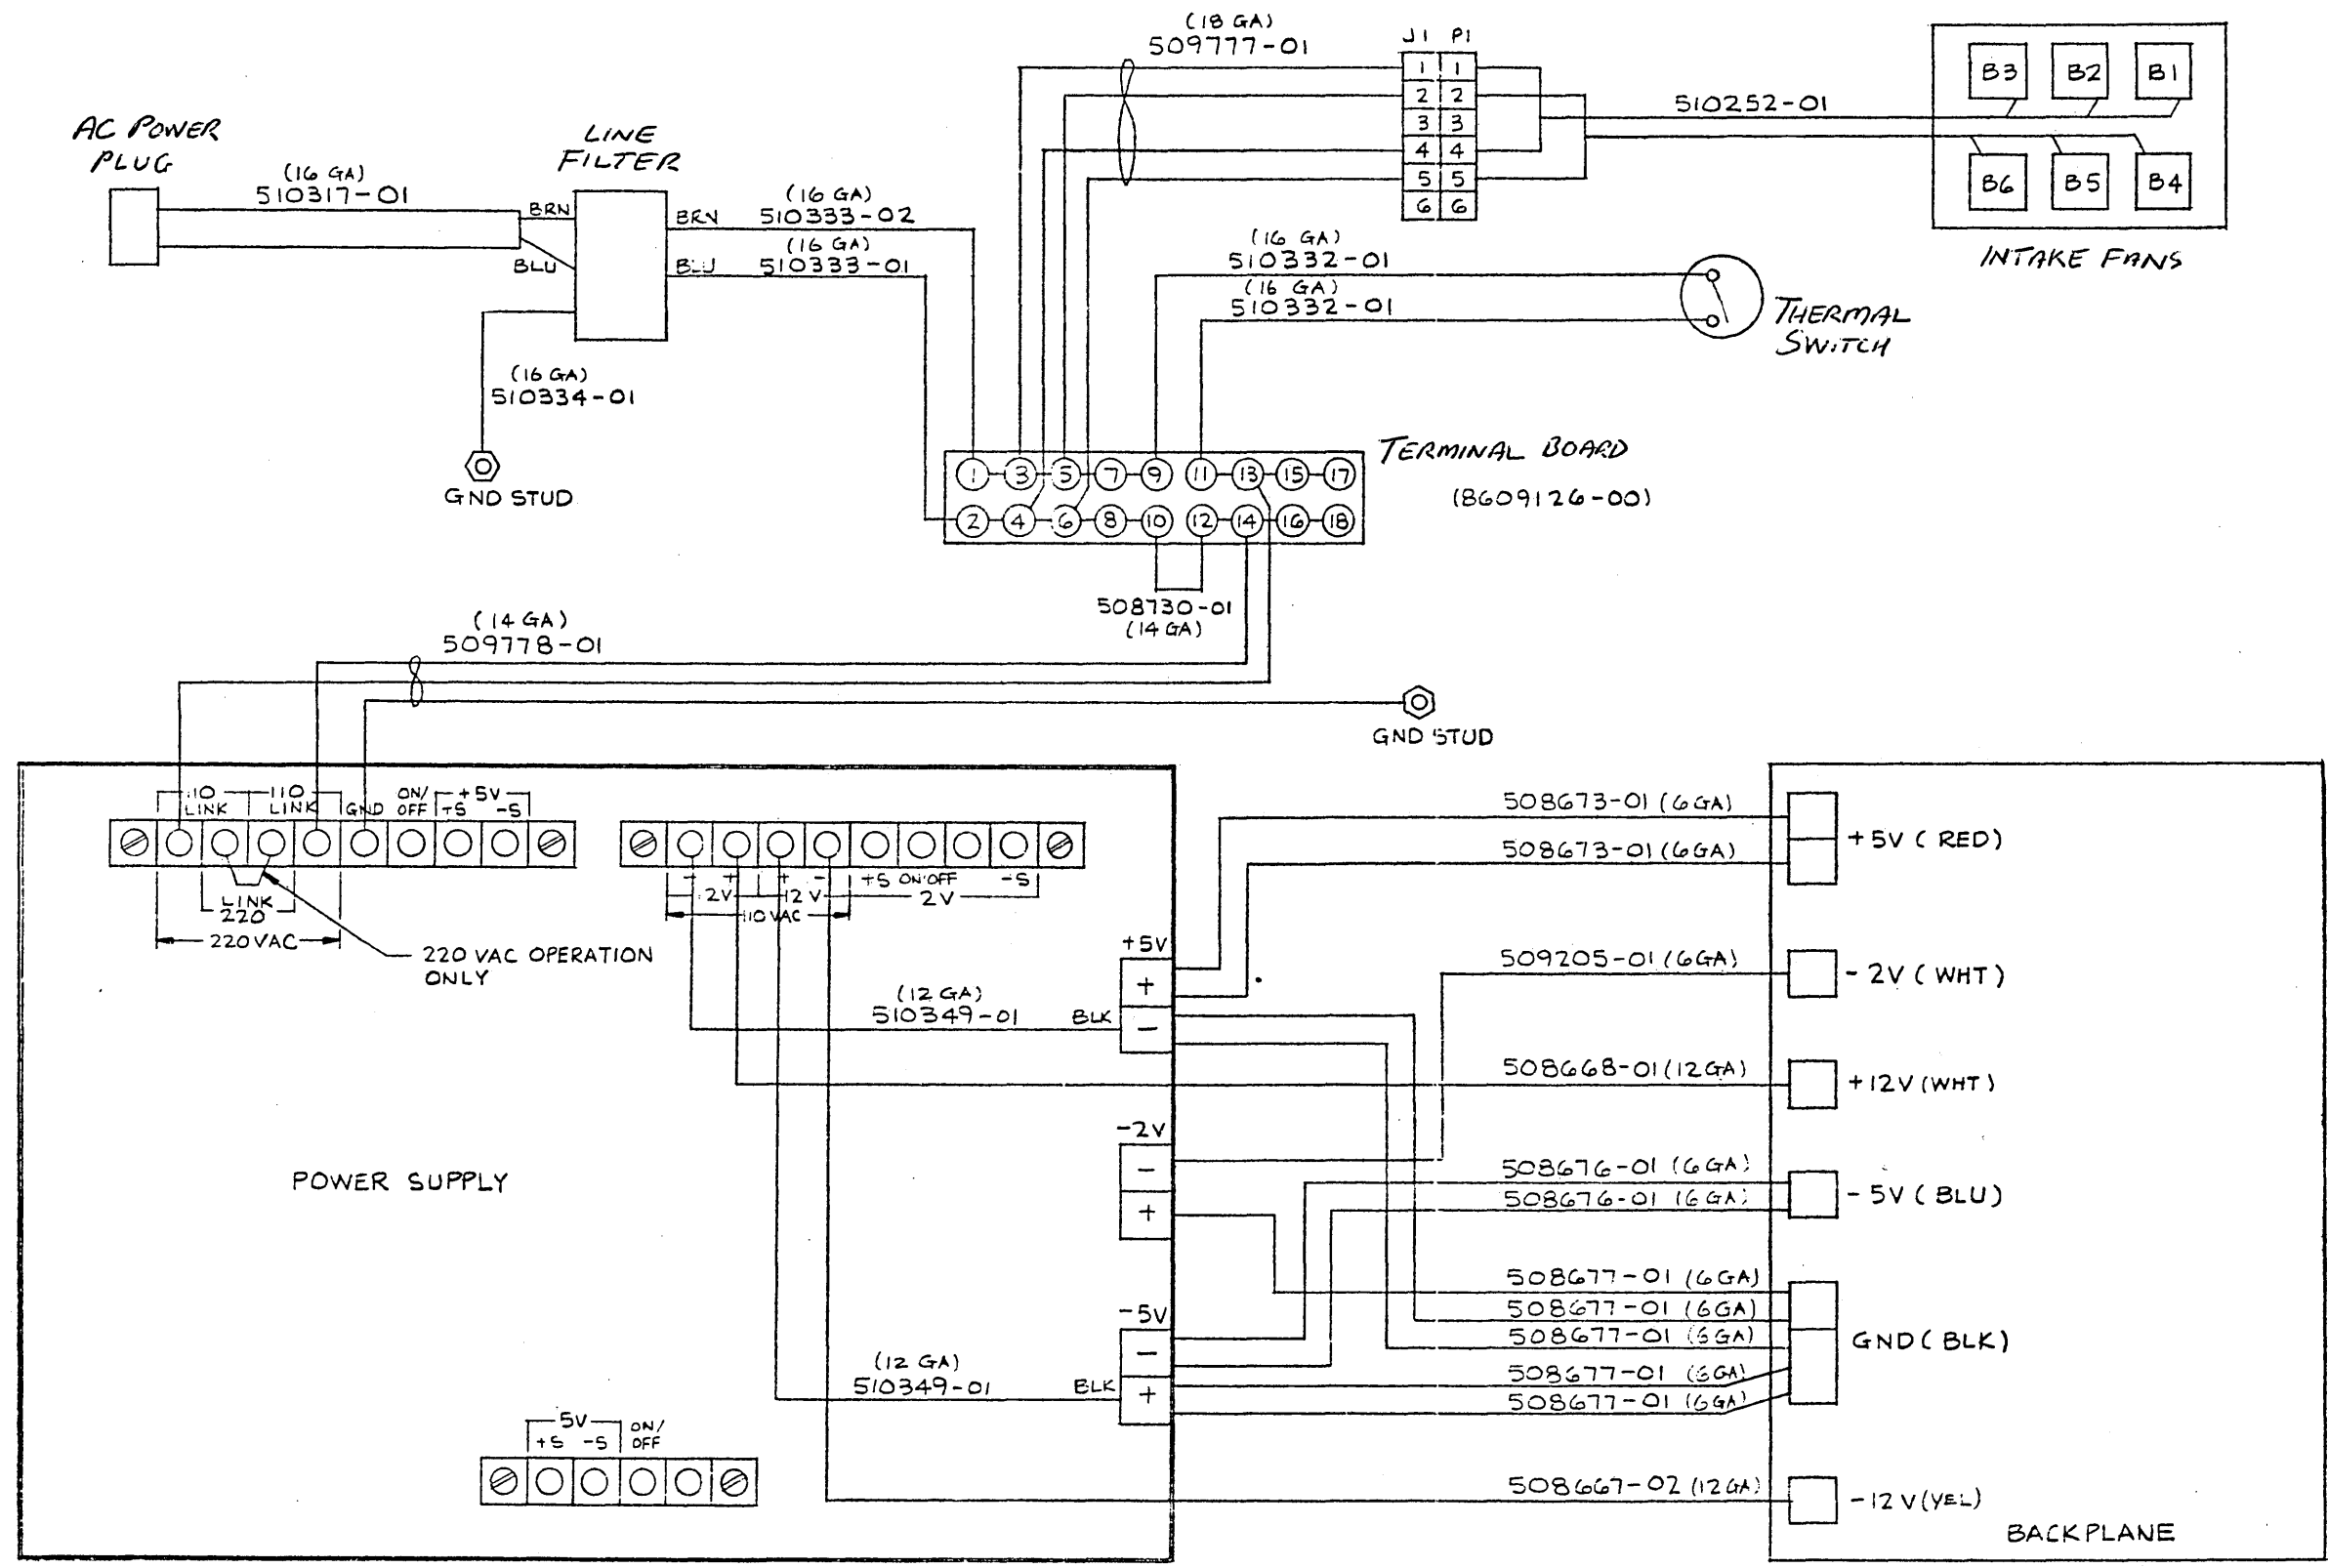 AC POWER
PLUG
(16 GA)
510317-01
BRN
BLU
LINE
FILTER
(16 GA)
510334-01
GND STUD
BRN
(16 GA)
510333-02
BLU
(16 GA)
510333-01
(18 GA)
509777-01
J1 P1
1 1
2 2
3 3
4 4
5 5
6 6
510252-01
B3 B2 B1
B6 B5 B4
INTAKE FANS
(16 GA)
510332-01
(16 GA)
510332-01
THERMAL
SWITCH
TERMINAL BOARD
(8609126-00)
1 3 5 7 9 11 13 15 17
2 4 6 8 10 12 14 16 18
508730-01
(14 GA)
(14 GA)
509778-01
GND STUD
110 110 ON/ +5V
LINK LINK GND OFF +S -S
LINK
220
220VAC
220 VAC OPERATION
ONLY
- + + - +S ON OFF -S
12V 12V 2V
110 VAC
+5V
+
-
(12 GA)
510349-01
BLK
-2V
-
+
POWER SUPPLY
-5V
-
+
(12 GA)
510349-01
BLK
5V ON/
+S -S OFF
508673-01 (6GA)
508673-01 (6GA)
+5V (RED)
509205-01 (6GA)
-2V (WHT)
508668-01 (12GA)
+12V (WHT)
508676-01 (6GA)
508676-01 (6GA)
-5V (BLU)
508677-01 (6GA)
508677-01 (6GA)
508677-01 (6GA)
508677-01 (6GA)
508677-01 (6GA)
GND (BLK)
508667-02 (12GA)
-12V (YEL)
BACKPLANE